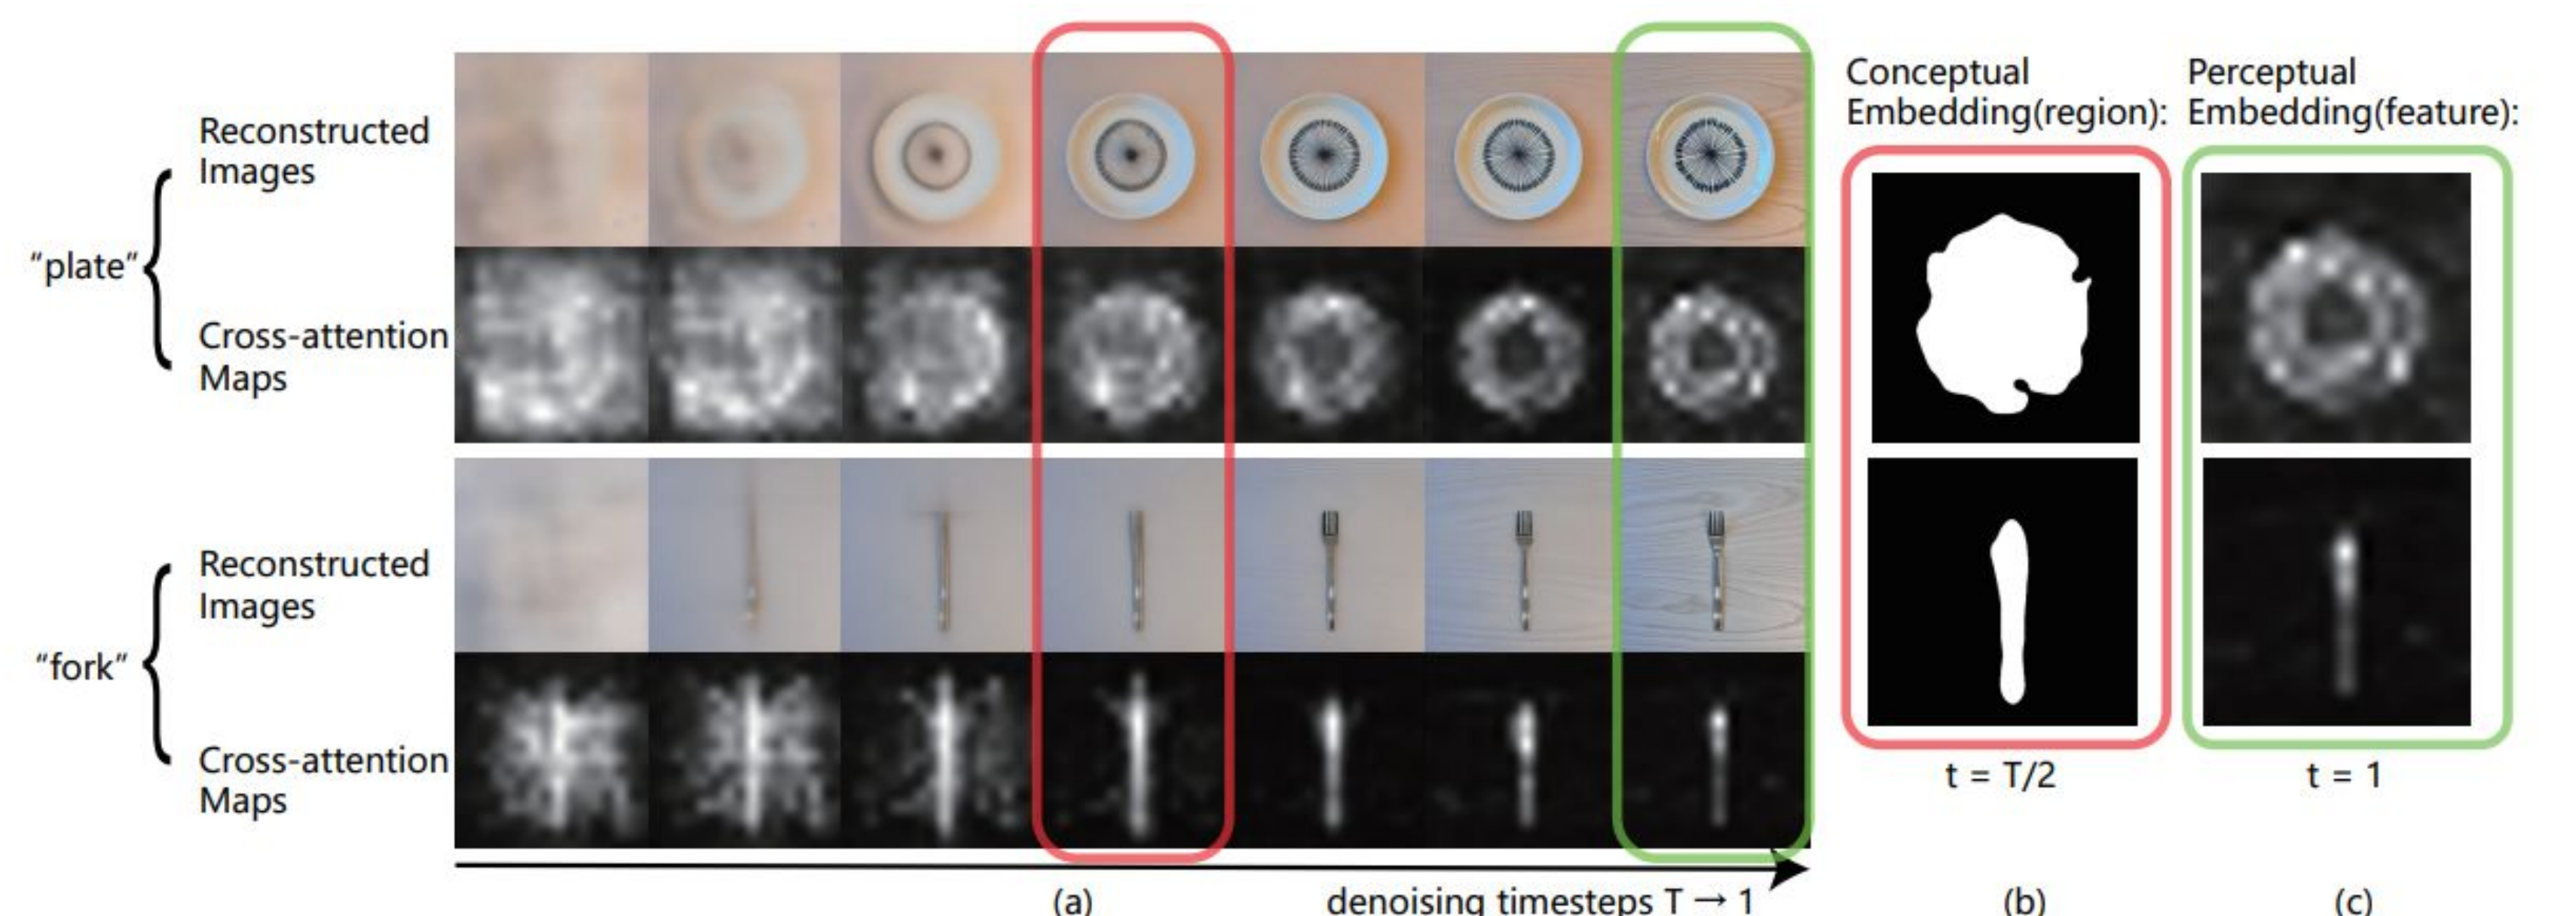 “plate”
Reconstructed
Images
Cross-attention
Maps
“fork”
Reconstructed
Images
Cross-attention
Maps
(a)
denoising timesteps T → 1
Conceptual
Embedding(region):
t = T/2
(b)
Perceptual
Embedding(feature):
t = 1
(c)